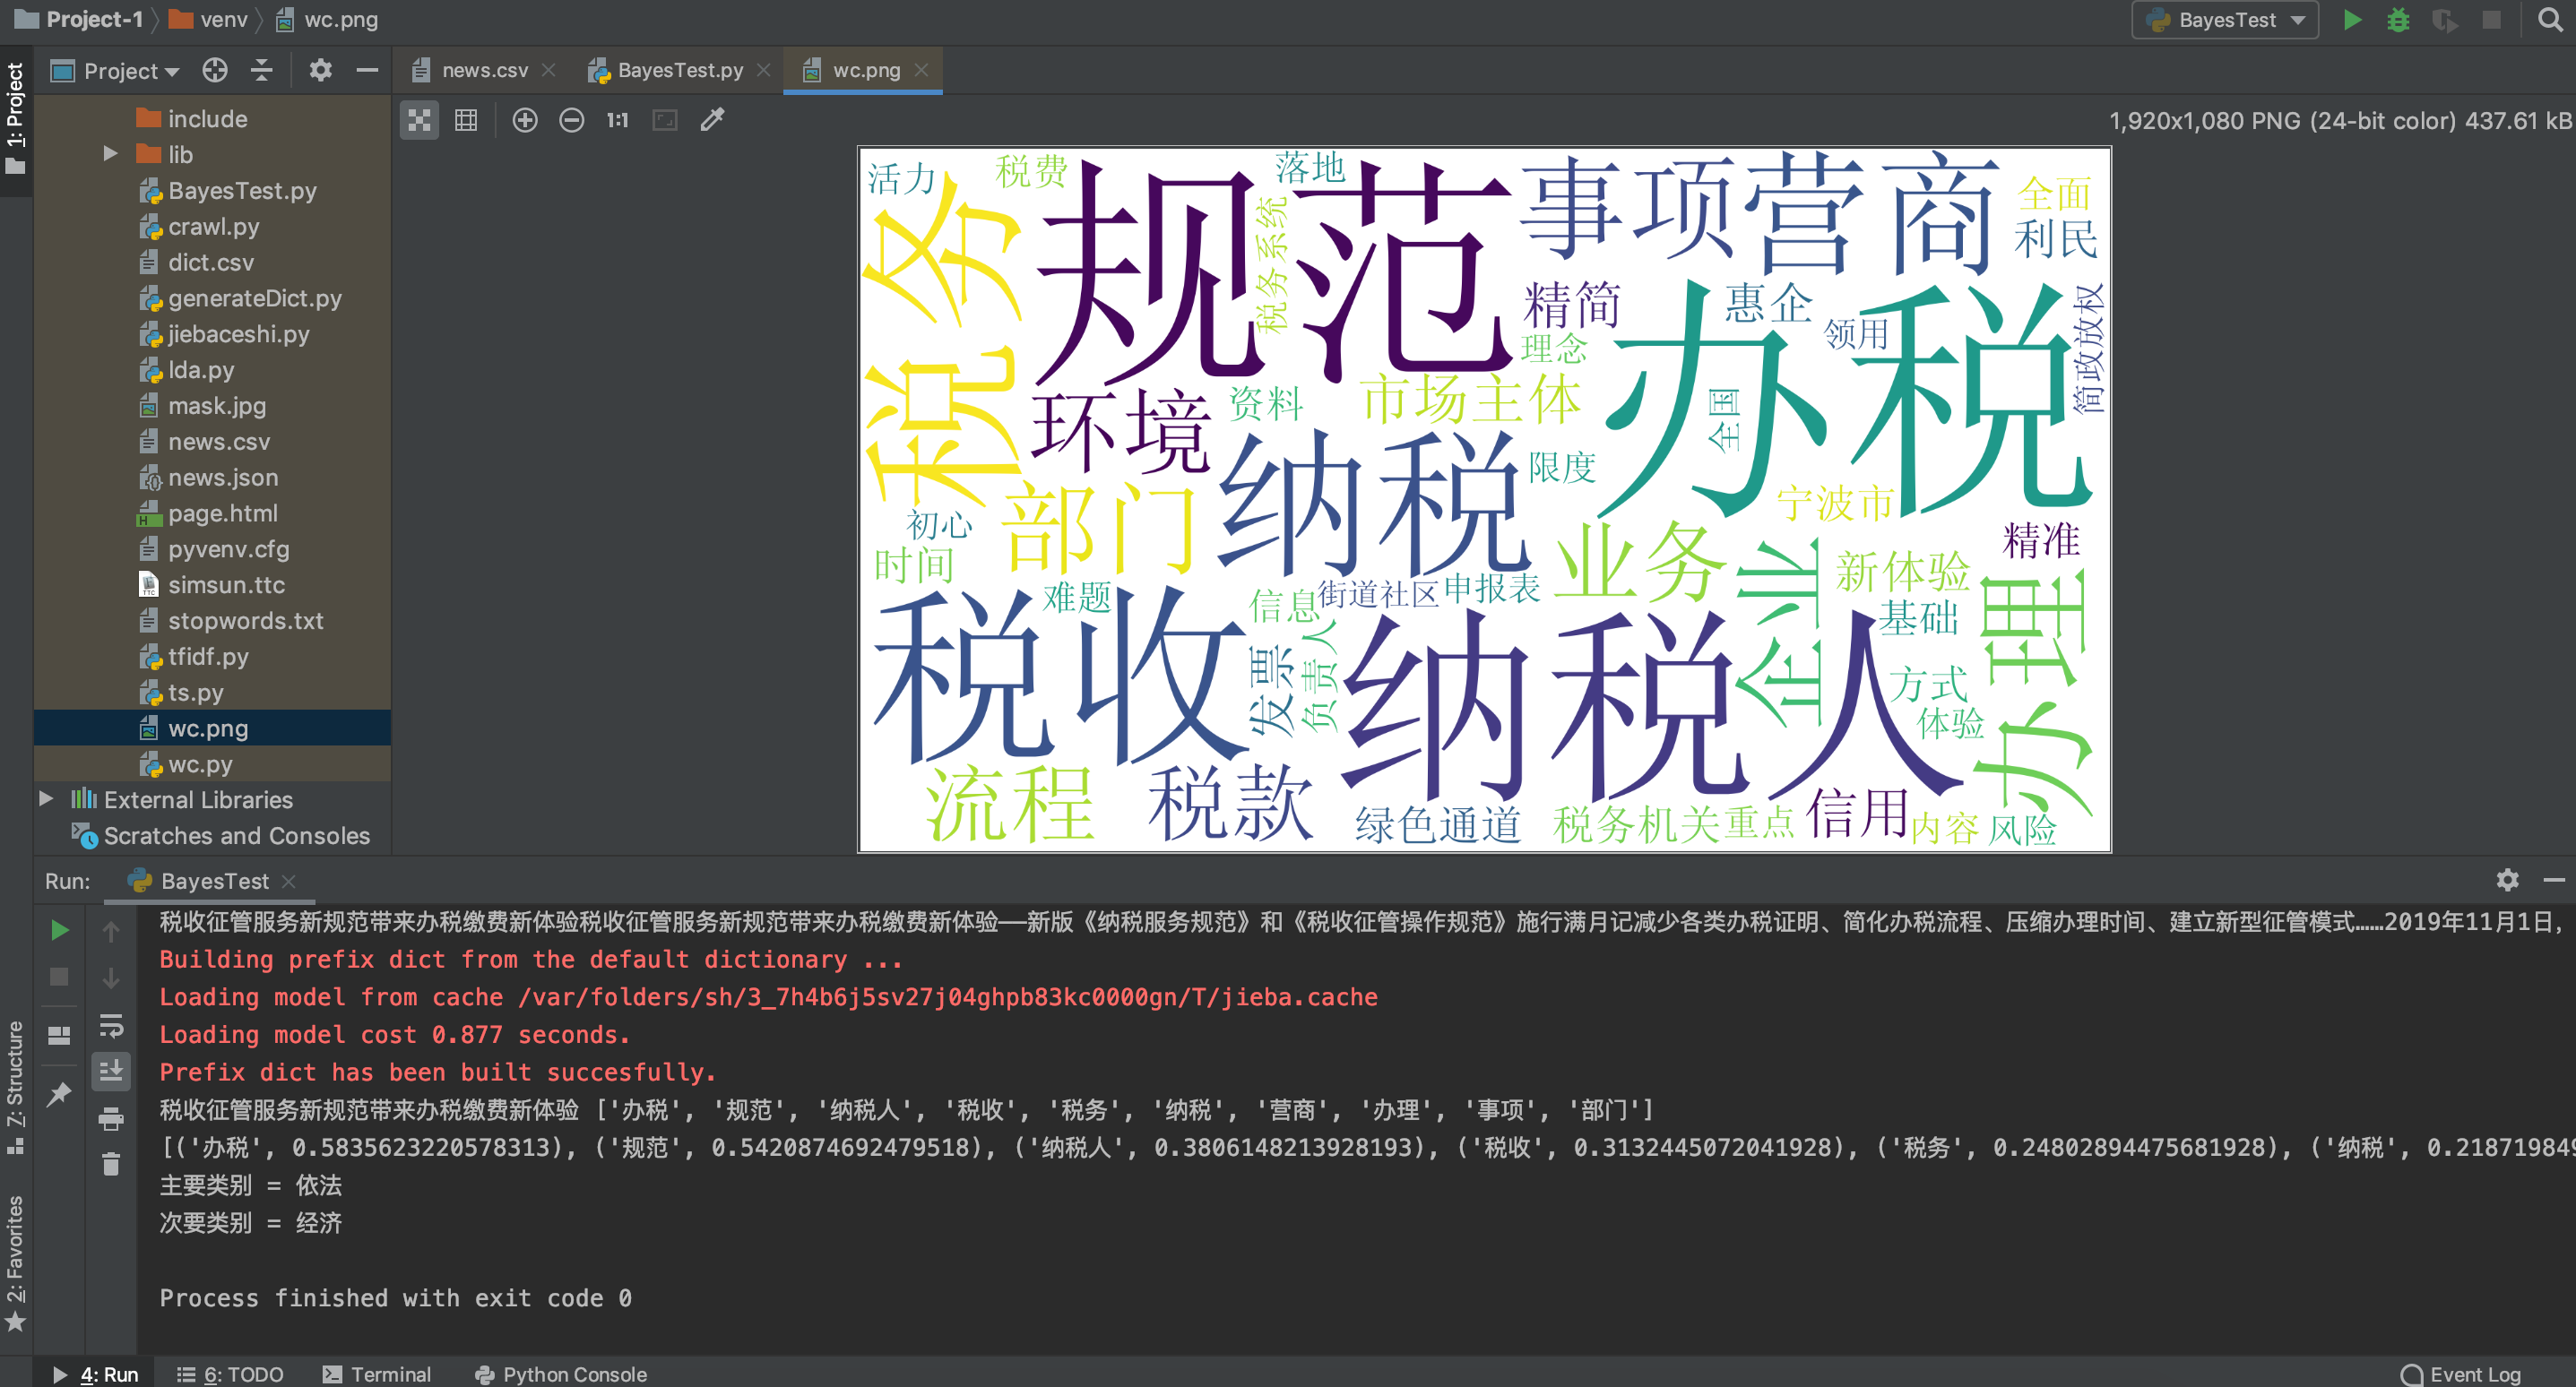 Project-1 venv wc.png
BayesTest
1: Project
Project
news.csv
BayesTest.py
wc.png
1:1
1,920x1,080 PNG (24-bit color) 437.61 kB
include
lib
BayesTest.py
crawl.py
dict.csv
generateDict.py
jiebaceshi.py
lda.py
mask.jpg
news.csv
news.json
page.html
pyvenv.cfg
simsun.ttc
stopwords.txt
tfidf.py
ts.py
wc.png
wc.py
External Libraries
Scratches and Consoles
活力
税费
落地
事项
营商
全面
利民
税务
规范
税务系统
精简
惠企
领用
简政放权
理念
办税
环境
资料
市场主体
全国
纳税
限度
宁波市
部门
初心
时间
精准
业务
企业
新体验
难题
信息
街道社区
申报表
基础
办理
税收
发票
负责人
纳税人
方式
体验
流程
税款
绿色通道
税务机关
重点
信用
内容
风险
Run:
BayesTest
税收征管服务新规范带来办税缴费新体验税收征管服务新规范带来办税缴费新体验——新版《纳税服务规范》和《税收征管操作规范》施行满月记减少各类办税证明、简化办税流程、压缩办理时间、建立新型征管模式……2019年11月1日,
Building prefix dict from the default dictionary ...
Loading model from cache /var/folders/sh/3_7h4b6j5sv27j04ghpb83kc0000gn/T/jieba.cache
Loading model cost 0.877 seconds.
Prefix dict has been built succesfully.
税收征管服务新规范带来办税缴费新体验 ['办税', '规范', '纳税人', '税收', '税务', '纳税', '营商', '办理', '事项', '部门']
[('办税', 0.5835623220578313), ('规范', 0.5420874692479518), ('纳税人', 0.3806148213928193), ('税收', 0.3132445072041928), ('税务', 0.24802894475681928), ('纳税', 0.218719849
主要类别 = 依法
次要类别 = 经济
Process finished with exit code 0
Z: Structure
2: Favorites
4: Run
6: TODO
Terminal
Python Console
Event Log